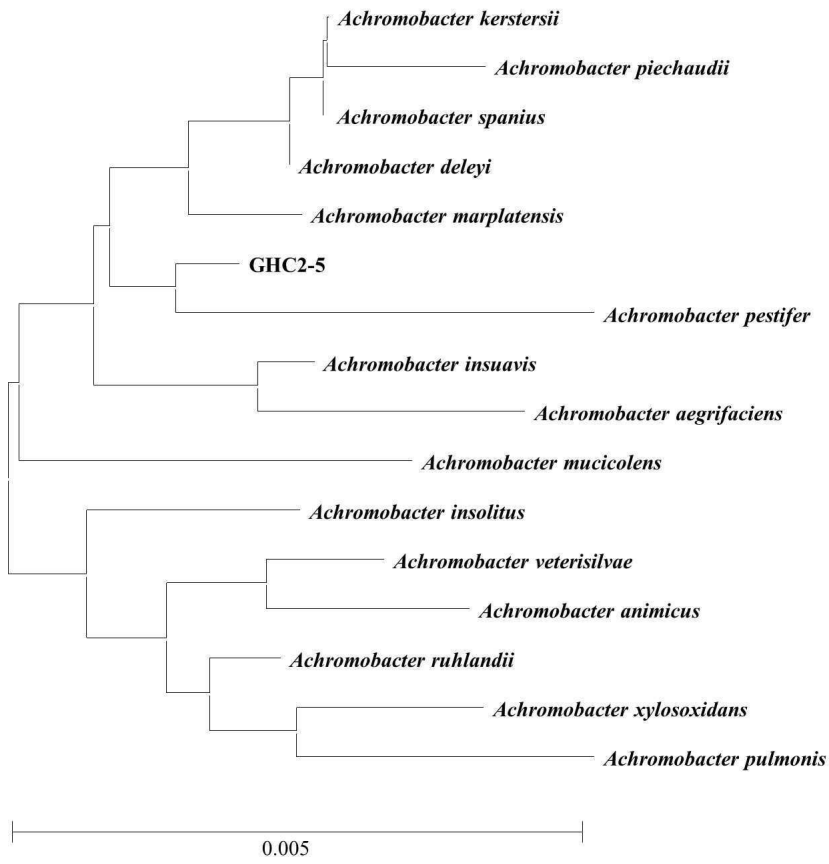 Achromobacter kerstersii
Achromobacter piechaudii
Achromobacter spanius
Achromobacter deleyi
Achromobacter marplatensis
GHC2-5
Achromobacter pestifer
Achromobacter insuavis
Achromobacter aegrifaciens
Achromobacter mucicolens
Achromobacter insolitus
Achromobacter veterisilvae
Achromobacter animicus
Achromobacter ruhlandii
Achromobacter xylosoxidans
Achromobacter pulmonis
0.005